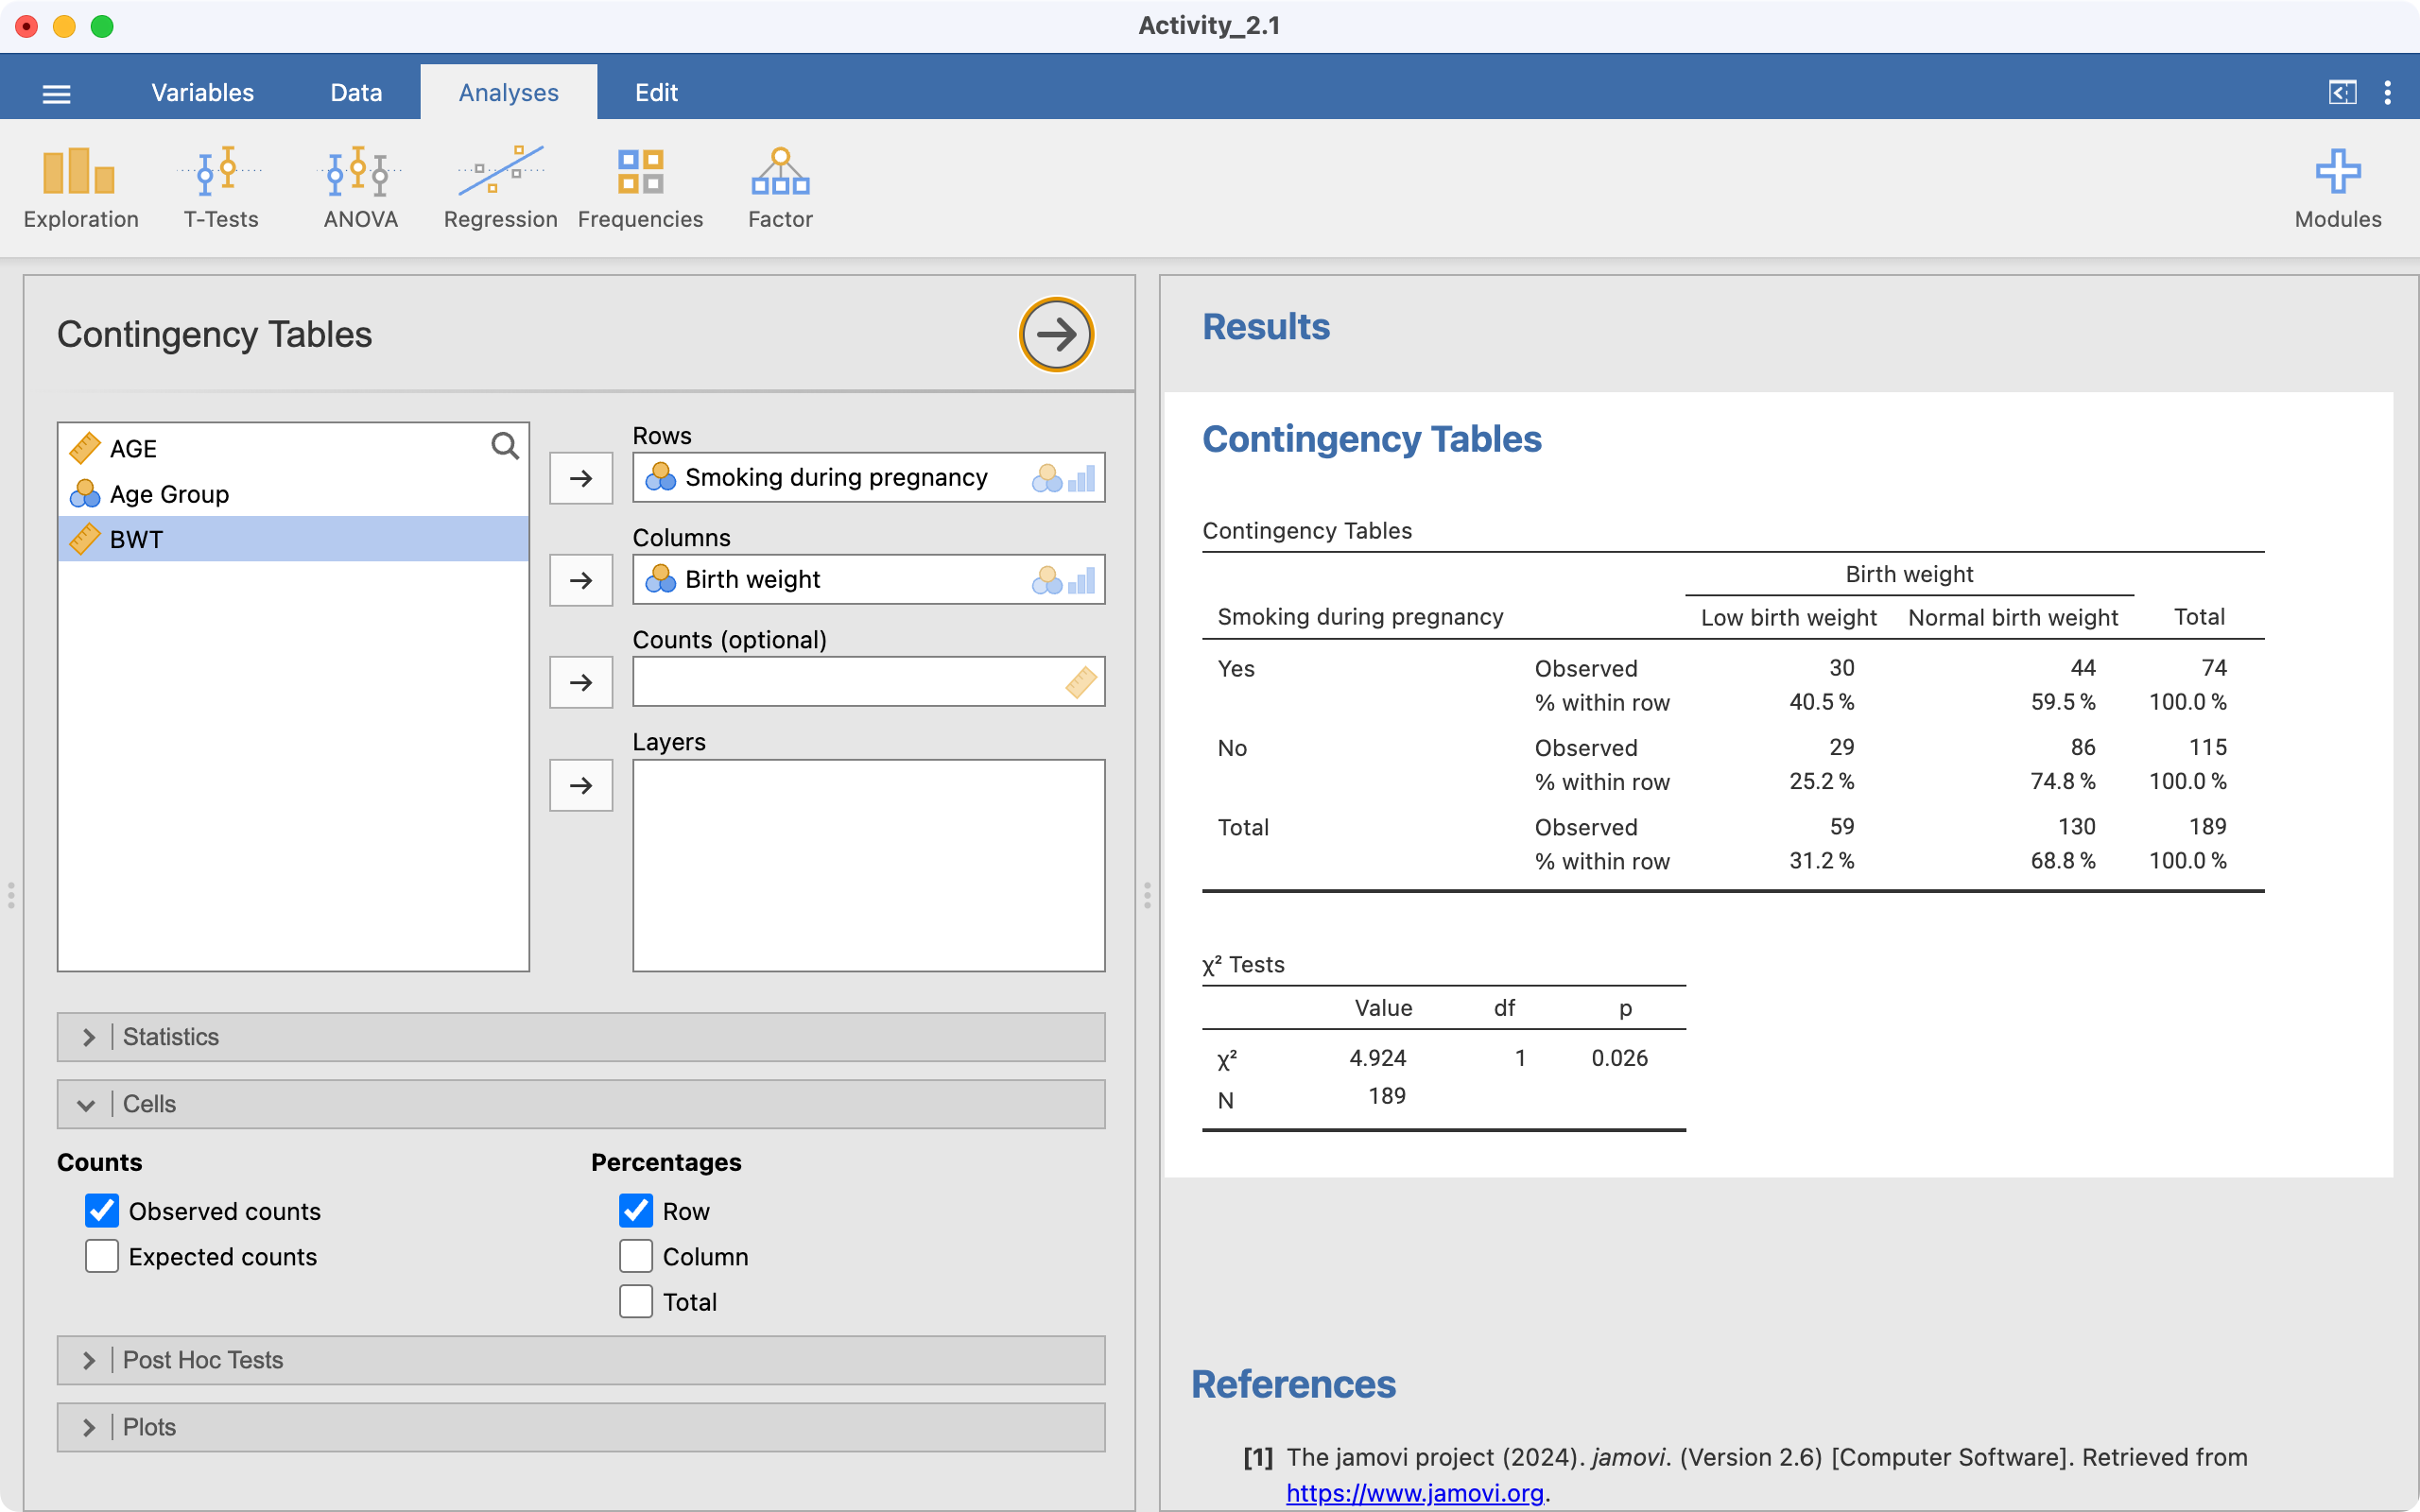 Activity_2.1
Variables Data Analyses Edit
Exploration T-Tests ANOVA Regression Frequencies Factor Modules
Contingency Tables
AGE
Age Group
BWT
Rows
Smoking during pregnancy
Columns
Birth weight
Counts (optional)
Layers
Statistics
Cells
Counts Percentages
Observed counts Row
Expected counts Column
Total
Post Hoc Tests
Plots
Results
Contingency Tables
Contingency Tables
Birth weight
Smoking during pregnancy Low birth weight Normal birth weight Total
Yes Observed 30 44 74
% within row 40.5 % 59.5 % 100.0 %
No Observed 29 86 115
% within row 25.2 % 74.8 % 100.0 %
Total Observed 59 130 189
% within row 31.2 % 68.8 % 100.0 %
χ² Tests
Value df p
χ² 4.924 1 0.026
N 189
References
[1] The jamovi project (2024). jamovi. (Version 2.6) [Computer Software]. Retrieved from
https://www.jamovi.org.